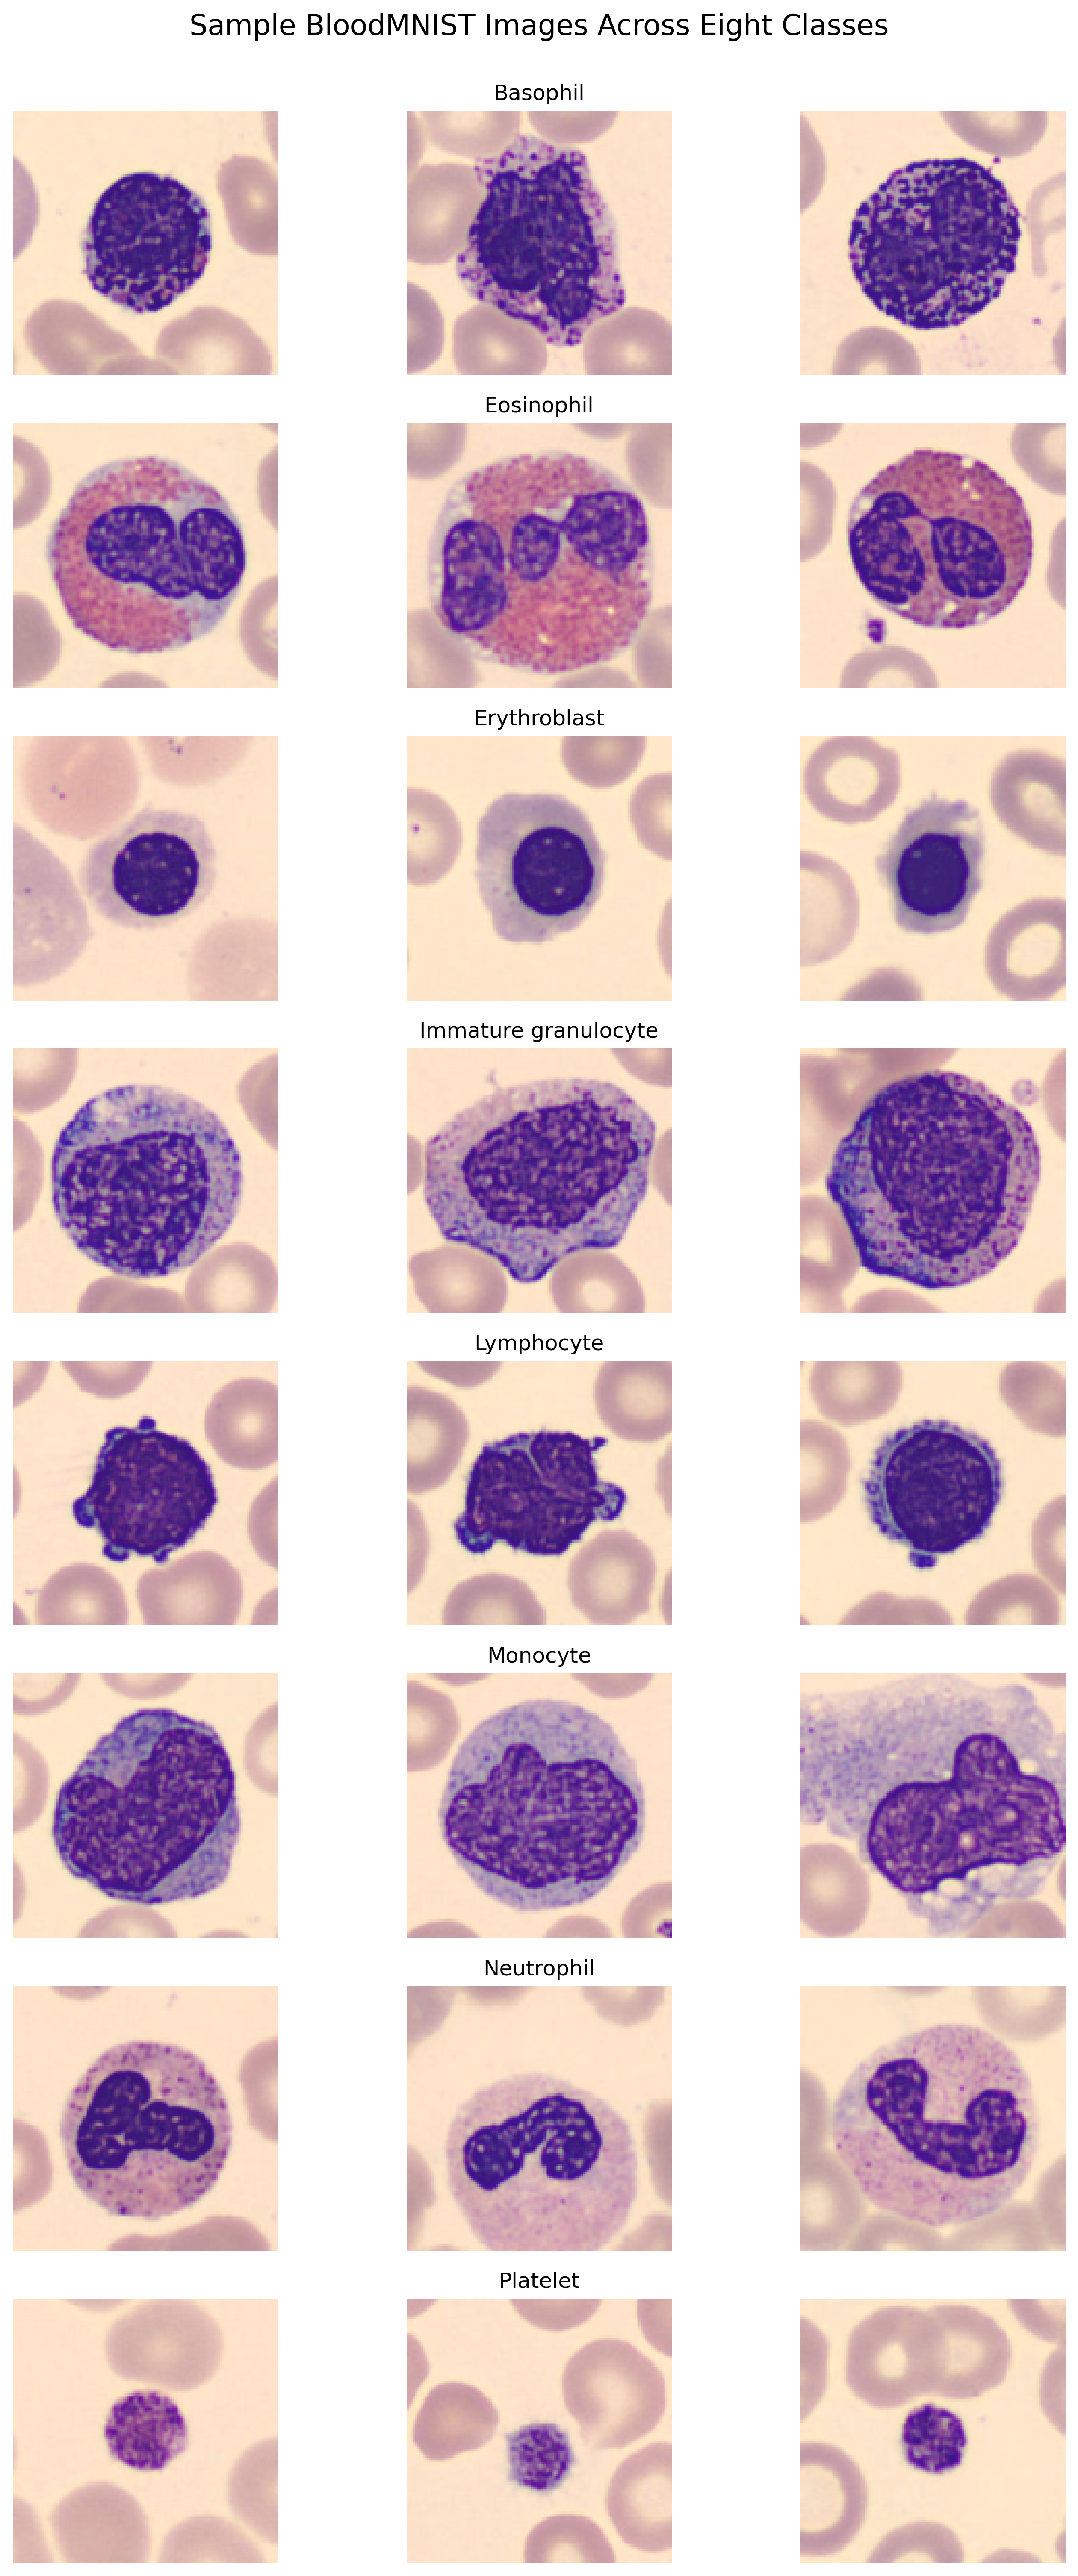 Sample BloodMNIST Images Across Eight Classes
Basophil
Eosinophil
Erythroblast
Immature granulocyte
Lymphocyte
Monocyte
Neutrophil
Platelet